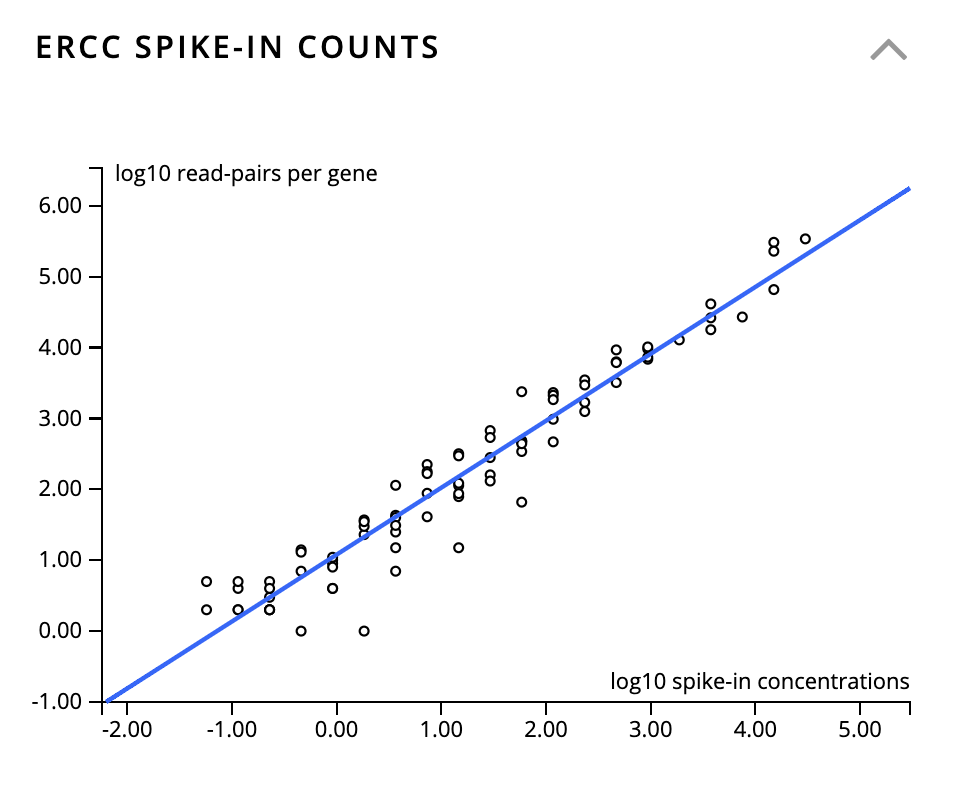 ERCC SPIKE-IN COUNTS
log10 read-pairs per gene
6.00
5.00
4.00
3.00
2.00
1.00
0.00
-1.00
log10 spike-in concentrations
-2.00 -1.00 0.00 1.00 2.00 3.00 4.00 5.00